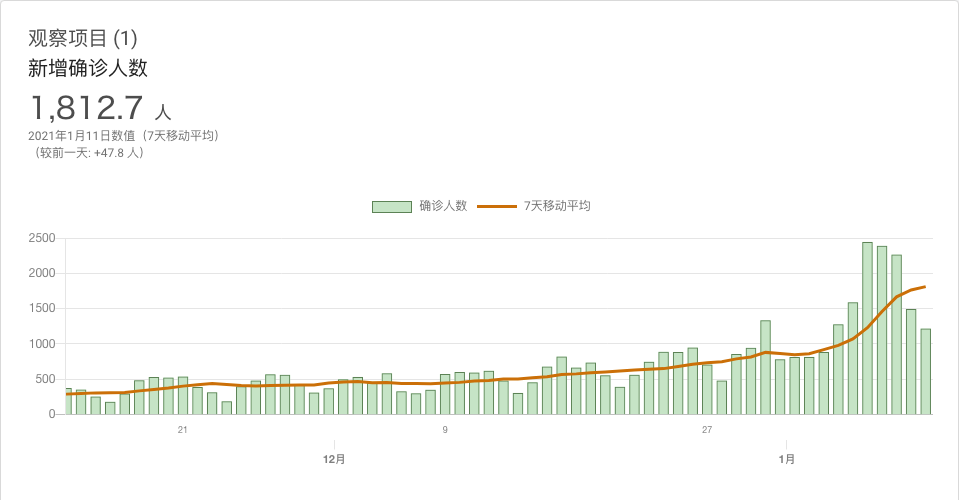 观察项目 (1)
新增确诊人数
1,812.7 人
2021年1月11日数值（7天移动平均）
（较前一天: +47.8 人）
确诊人数 7天移动平均
2500
2000
1500
1000
500
0
21 9 27
12月 1月